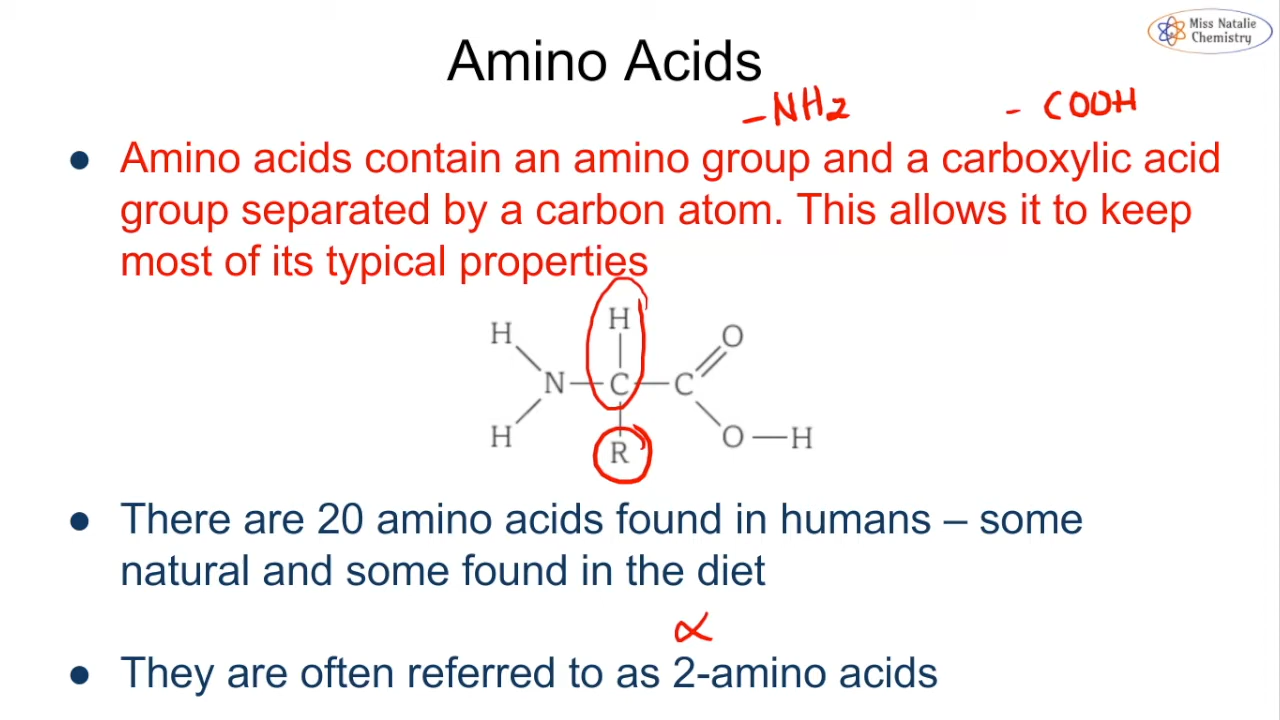 Miss Natalie
Chemistry
Amino Acids
-NH2 - COOH
● Amino acids contain an amino group and a carboxylic acid
group separated by a carbon atom. This allows it to keep
most of its typical properties
H
H O
N C C
H O H
R
● There are 20 amino acids found in humans – some
natural and some found in the diet
α
● They are often referred to as 2-amino acids